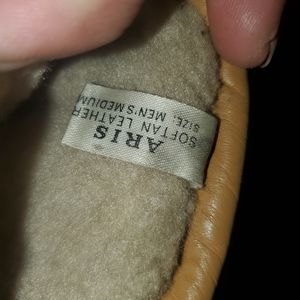 ARIS
SOFTAN LEATHER
SIZE, MEN'S MEDIUM